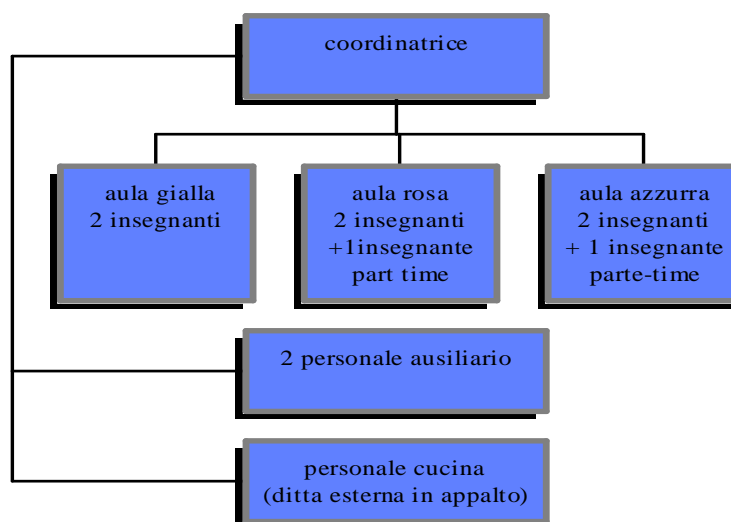 coordinatrice
aula gialla
2 insegnanti
aula rosa
2 insegnanti
+1insegnante
part time
aula azzurra
2 insegnanti
+ 1 insegnante
parte-time
2 personale ausiliario
personale cucina
(ditta esterna in appalto)